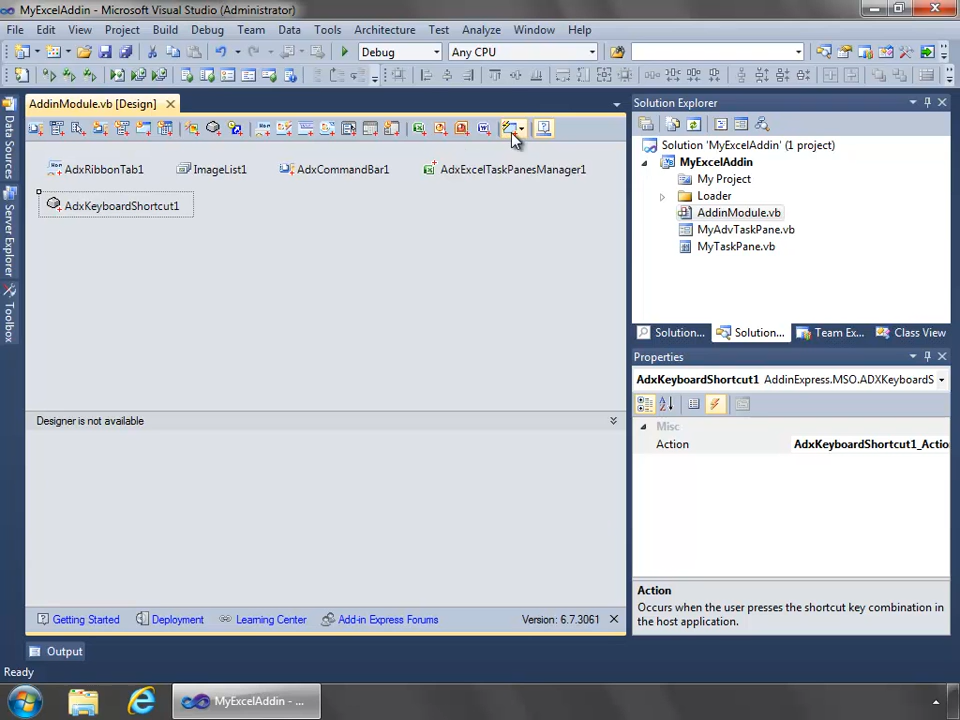 MyExcelAddin - Microsoft Visual Studio (Administrator)
File Edit View Project Build Debug Team Data Tools Architecture Test Analyze Window Help
Debug Any CPU
Data Sources
Server Explorer
Toolbox
AddinModule.vb [Design]
AdxRibbonTab1 ImageList1 AdxCommandBar1 AdxExcelTaskPanesManager1
AdxKeyboardShortcut1
Designer is not available
Getting Started Deployment Learning Center Add-in Express Forums Version: 6.7.3061
Solution Explorer
Solution 'MyExcelAddin' (1 project)
MyExcelAddin
My Project
Loader
AddinModule.vb
MyAdvTaskPane.vb
MyTaskPane.vb
Solution... Solution... Team Ex... Class View
Properties
AdxKeyboardShortcut1 AddinExpress.MSO.ADXKeyboardS
Misc
Action AdxKeyboardShortcut1_Actio
Action
Occurs when the user presses the shortcut key combination in
the host application.
Output
Ready
MyExcelAddin - ...